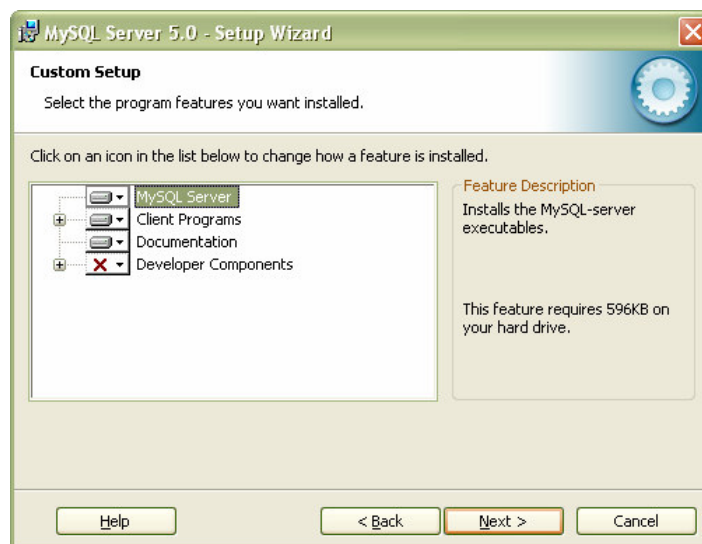 MySQL Server 5.0 - Setup Wizard
Custom Setup
Select the program features you want installed.
Click on an icon in the list below to change how a feature is installed.
MySQL Server
Client Programs
Documentation
Developer Components
Feature Description
Installs the MySQL-server
executables.
This feature requires 596KB on
your hard drive.
Help
< Back
Next >
Cancel